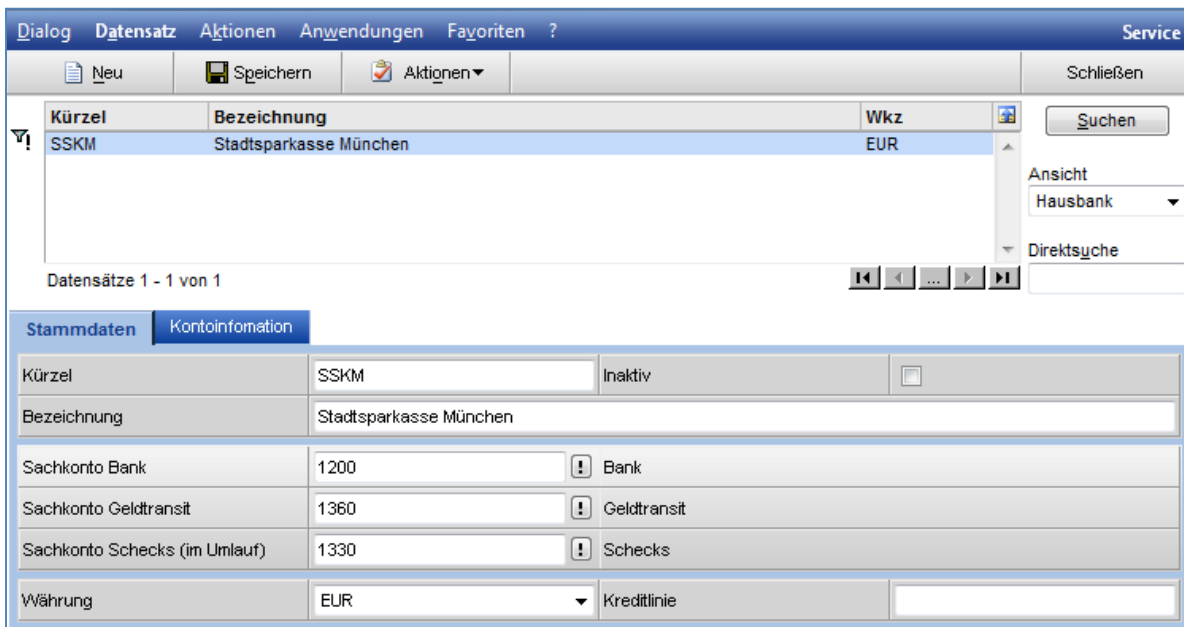 Dialog Datensatz Aktionen Anwendungen Favoriten ? Service
Neu Speichern Aktionen Schließen
Kürzel Bezeichnung Wkz
Suchen
SSKM Stadtsparkasse München EUR
Ansicht
Hausbank
Direktsuche
Datensätze 1 - 1 von 1 ...
Stammdaten Kontoinfomation
Kürzel SSKM Inaktiv
Bezeichnung Stadtsparkasse München
Sachkonto Bank 1200 ! Bank
Sachkonto Geldtransit 1360 ! Geldtransit
Sachkonto Schecks (im Umlauf) 1330 ! Schecks
Währung EUR Kreditlinie